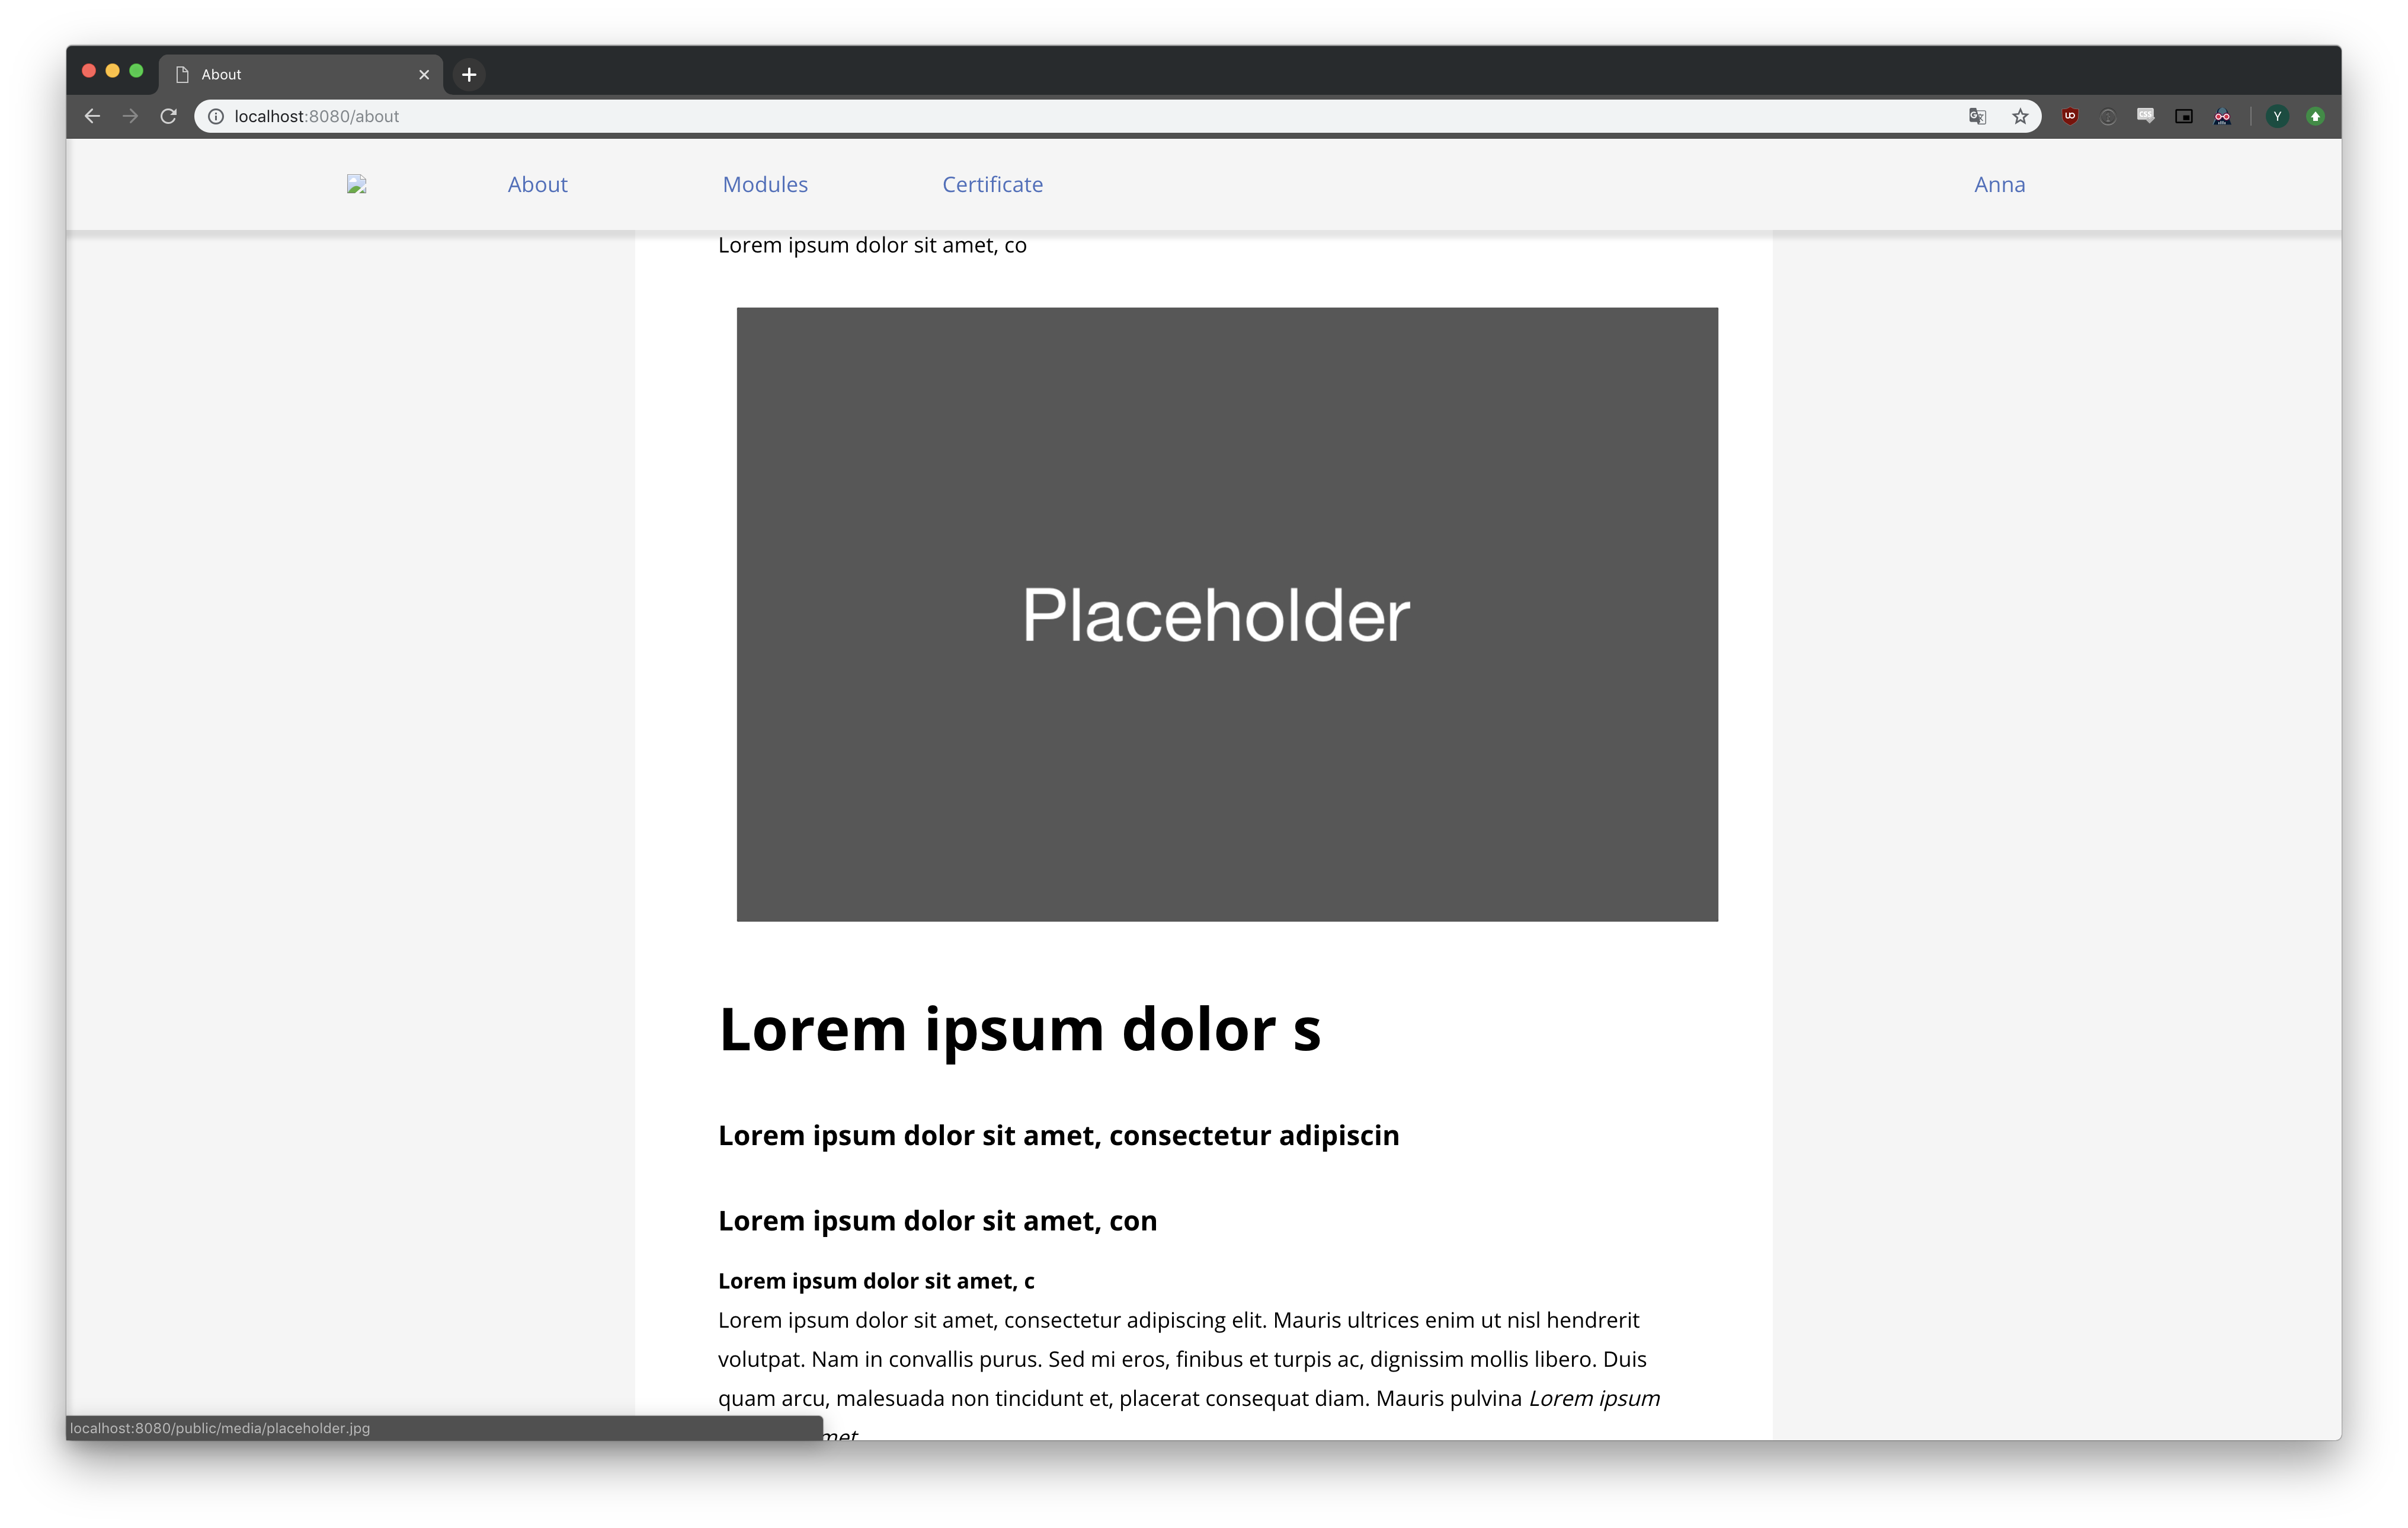 About
localhost:8080/about
UD
CSS
Y
About Modules Certificate Anna
Lorem ipsum dolor sit amet, co
Placeholder
Lorem ipsum dolor s
Lorem ipsum dolor sit amet, consectetur adipiscin
Lorem ipsum dolor sit amet, con
Lorem ipsum dolor sit amet, c
Lorem ipsum dolor sit amet, consectetur adipiscing elit. Mauris ultrices enim ut nisl hendrerit
volutpat. Nam in convallis purus. Sed mi eros, finibus et turpis ac, dignissim mollis libero. Duis
quam arcu, malesuada non tincidunt et, placerat consequat diam. Mauris pulvina Lorem ipsum
localhost:8080/public/media/placeholder.jpg